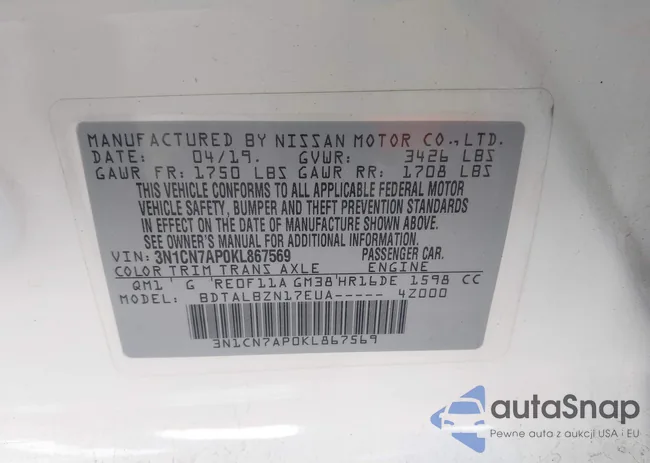 MANUFACTURED BY NISSAN MOTOR CO.,LTD.
DATE: 04/19. GVWR: 3426 LBS
GAWR FR: 1750 LBS GAWR RR: 1708 LBS
THIS VEHICLE CONFORMS TO ALL APPLICABLE FEDERAL MOTOR
VEHICLE SAFETY, BUMPER AND THEFT PREVENTION STANDARDS
IN EFFECT ON THE DATE OF MANUFACTURE SHOWN ABOVE.
SEE OWNER'S MANUAL FOR ADDITIONAL INFORMATION.
VIN: 3N1CN7AP0KL867569 PASSENGER CAR.
COLOR TRIM TRANS AXLE ENGINE
QM1' G 'RE0F11A GM38'HR16DE 1598 CC
MODEL: BDTALBZN17EUA----- 4Z000
3N1CN7AP0KL867569
autoSnap
Pewne auta z aukcji USA i EU